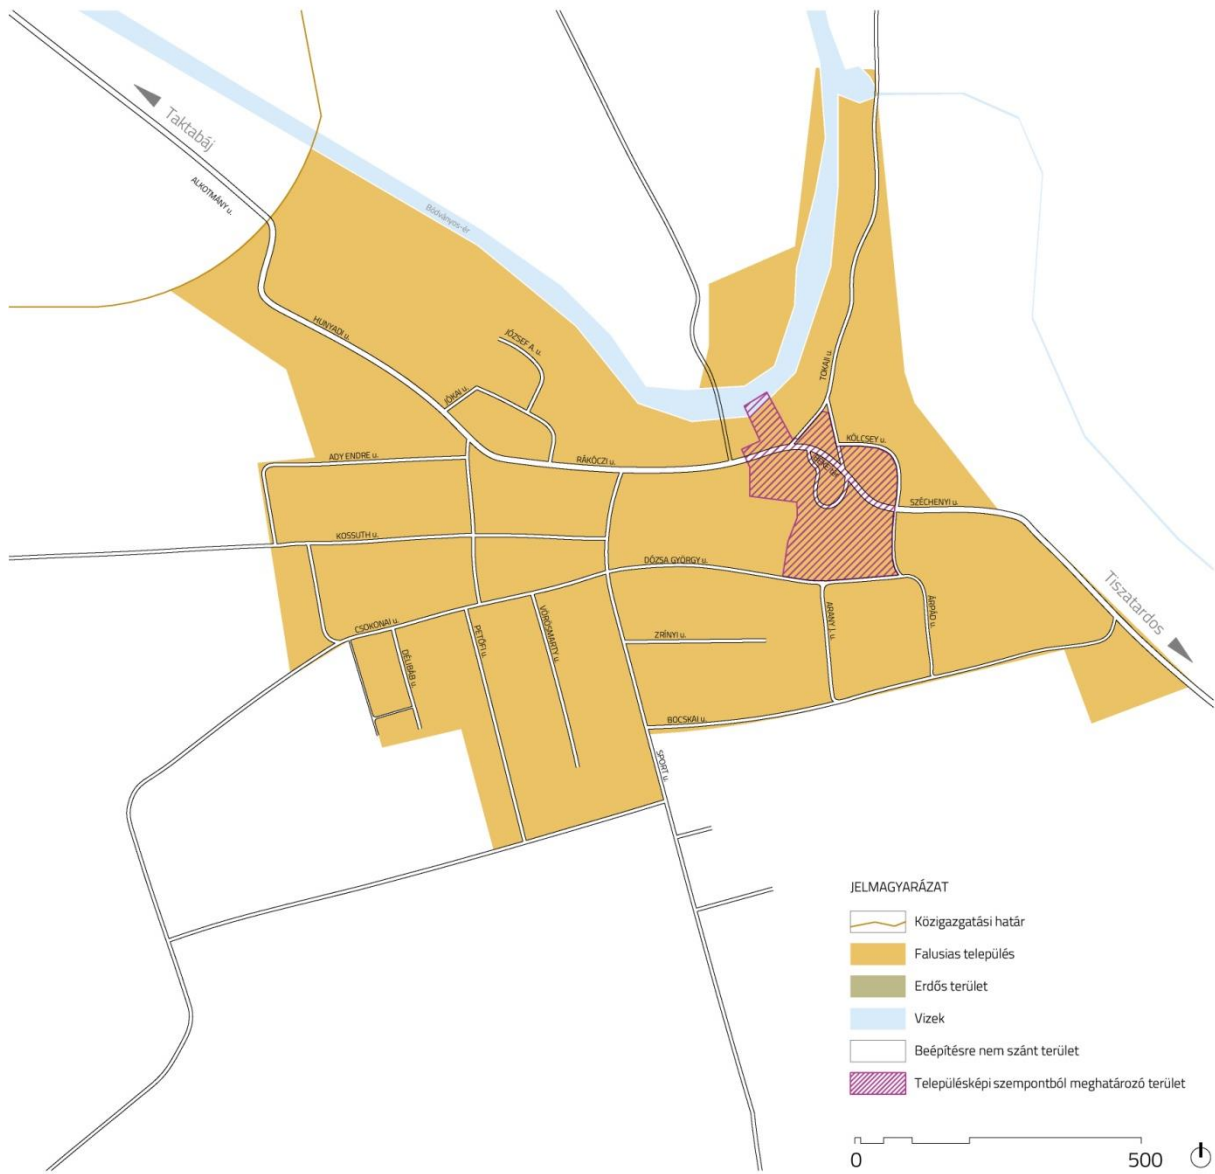 Taktabáj
ALKOTMÁNY u.
Bodványos-ér
HUNYADI u.
JÓZSEF A. u.
JÓKAI u.
TOKAJI u.
KÖLCSEY u.
ADY ENDRE u.
RÁKÓCZI u.
SZÉCHENYI u.
KOSSUTH u.
DÓZSA GYÖRGY u.
Tiszatardos
CSOKONAI u.
DÉLIBÁB u.
PETŐFI u.
VÖRÖSMARTY u.
ZRÍNYI u.
ARANY J. u.
ÁRPÁD u.
BOCSKAI u.
SPORT u.
JELMAGYARÁZAT
Közigazgatási határ
Falusias település
Erdős terület
Vizek
Beépítésre nem szánt terület
Településképi szempontból meghatározó terület
0 500